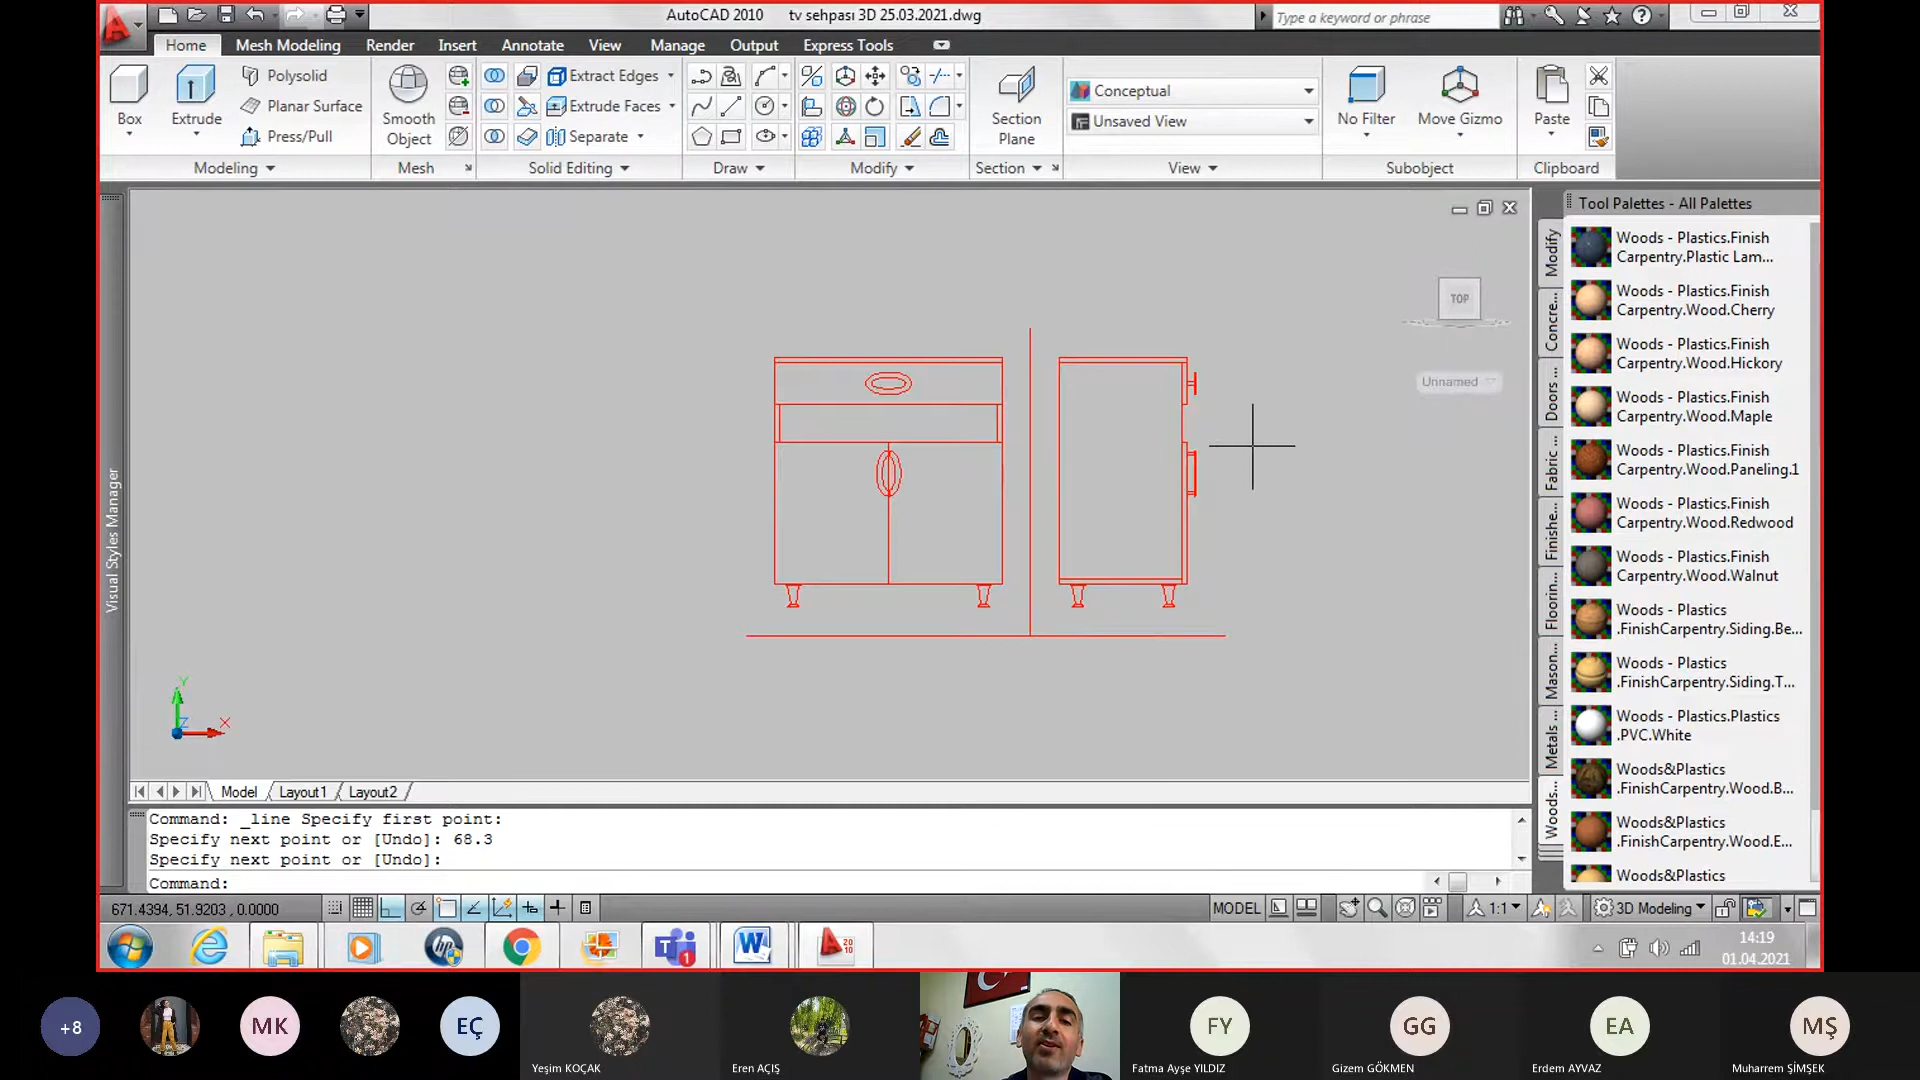 AutoCAD 2010 tv sehpası 3D 25.03.2021.dwg
Type a keyword or phrase
Home Mesh Modeling Render Insert Annotate View Manage Output Express Tools
Box
Extrude
Polysolid
Planar Surface
Press/Pull
Modeling
Smooth
Object
Mesh
Extract Edges
Extrude Faces
Separate
Solid Editing
Draw
Modify
Section
Plane
Section
Conceptual
Unsaved View
View
No Filter
Move Gizmo
Subobject
Paste
Clipboard
Visual Styles Manager
TOP
Unnamed
Y
Z
X
Tool Palettes - All Palettes
Modify
Concre...
Doors ...
Fabric ...
Finishe...
Floorin...
Mason...
Metals ...
Woods...
Woods - Plastics.Finish
Carpentry.Plastic Lam...
Woods - Plastics.Finish
Carpentry.Wood.Cherry
Woods - Plastics.Finish
Carpentry.Wood.Hickory
Woods - Plastics.Finish
Carpentry.Wood.Maple
Woods - Plastics.Finish
Carpentry.Wood.Paneling.1
Woods - Plastics.Finish
Carpentry.Wood.Redwood
Woods - Plastics.Finish
Carpentry.Wood.Walnut
Woods - Plastics
.FinishCarpentry.Siding.Be...
Woods - Plastics
.FinishCarpentry.Siding.T...
Woods - Plastics.Plastics
.PVC.White
Woods&Plastics
.FinishCarpentry.Wood.B...
Woods&Plastics
.FinishCarpentry.Wood.E...
Woods&Plastics
Model Layout1 Layout2
Command: _line Specify first point:
Specify next point or [Undo]: 68.3
Specify next point or [Undo]:
Command:
671.4394, 51.9203 , 0.0000
MODEL
1:1
3D Modeling
14:19
01.04.2021
+8
MK
EÇ
Yeşim KOÇAK
Eren AÇIŞ
FY
Fatma Ayşe YILDIZ
GG
Gizem GÖKMEN
EA
Erdem AYVAZ
MŞ
Muharrem ŞİMŞEK